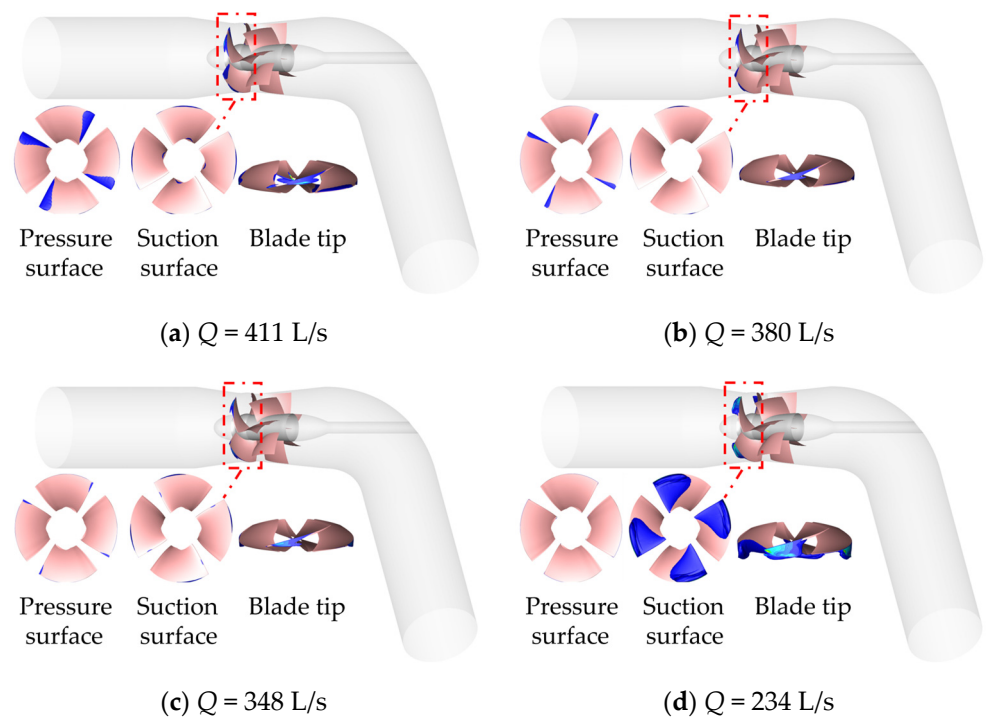 Pressure surface
Suction surface
Blade tip
(a) Q = 411 L/s
Pressure surface
Suction surface
Blade tip
(b) Q = 380 L/s
Pressure surface
Suction surface
Blade tip
(c) Q = 348 L/s
Pressure surface
Suction surface
Blade tip
(d) Q = 234 L/s